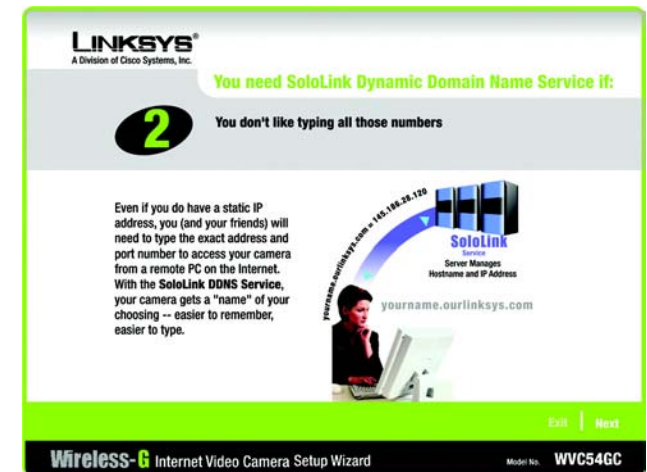 LINKSYS®
A Division of Cisco Systems, Inc.
You need SoloLink Dynamic Domain Name Service if:
2
You don't like typing all those numbers
Even if you do have a static IP
address, you (and your friends) will
need to type the exact address and
port number to access your camera
from a remote PC on the Internet.
With the SoloLink DDNS Service,
your camera gets a "name" of your
choosing -- easier to remember,
easier to type.
yourname.ourlinksys.com = 145.186.28.120
SoloLink
Service
Server Manages
Hostname and IP Address
yourname.ourlinksys.com
Exit | Next
Wireless-G Internet Video Camera Setup Wizard
Model No. WVC54GC